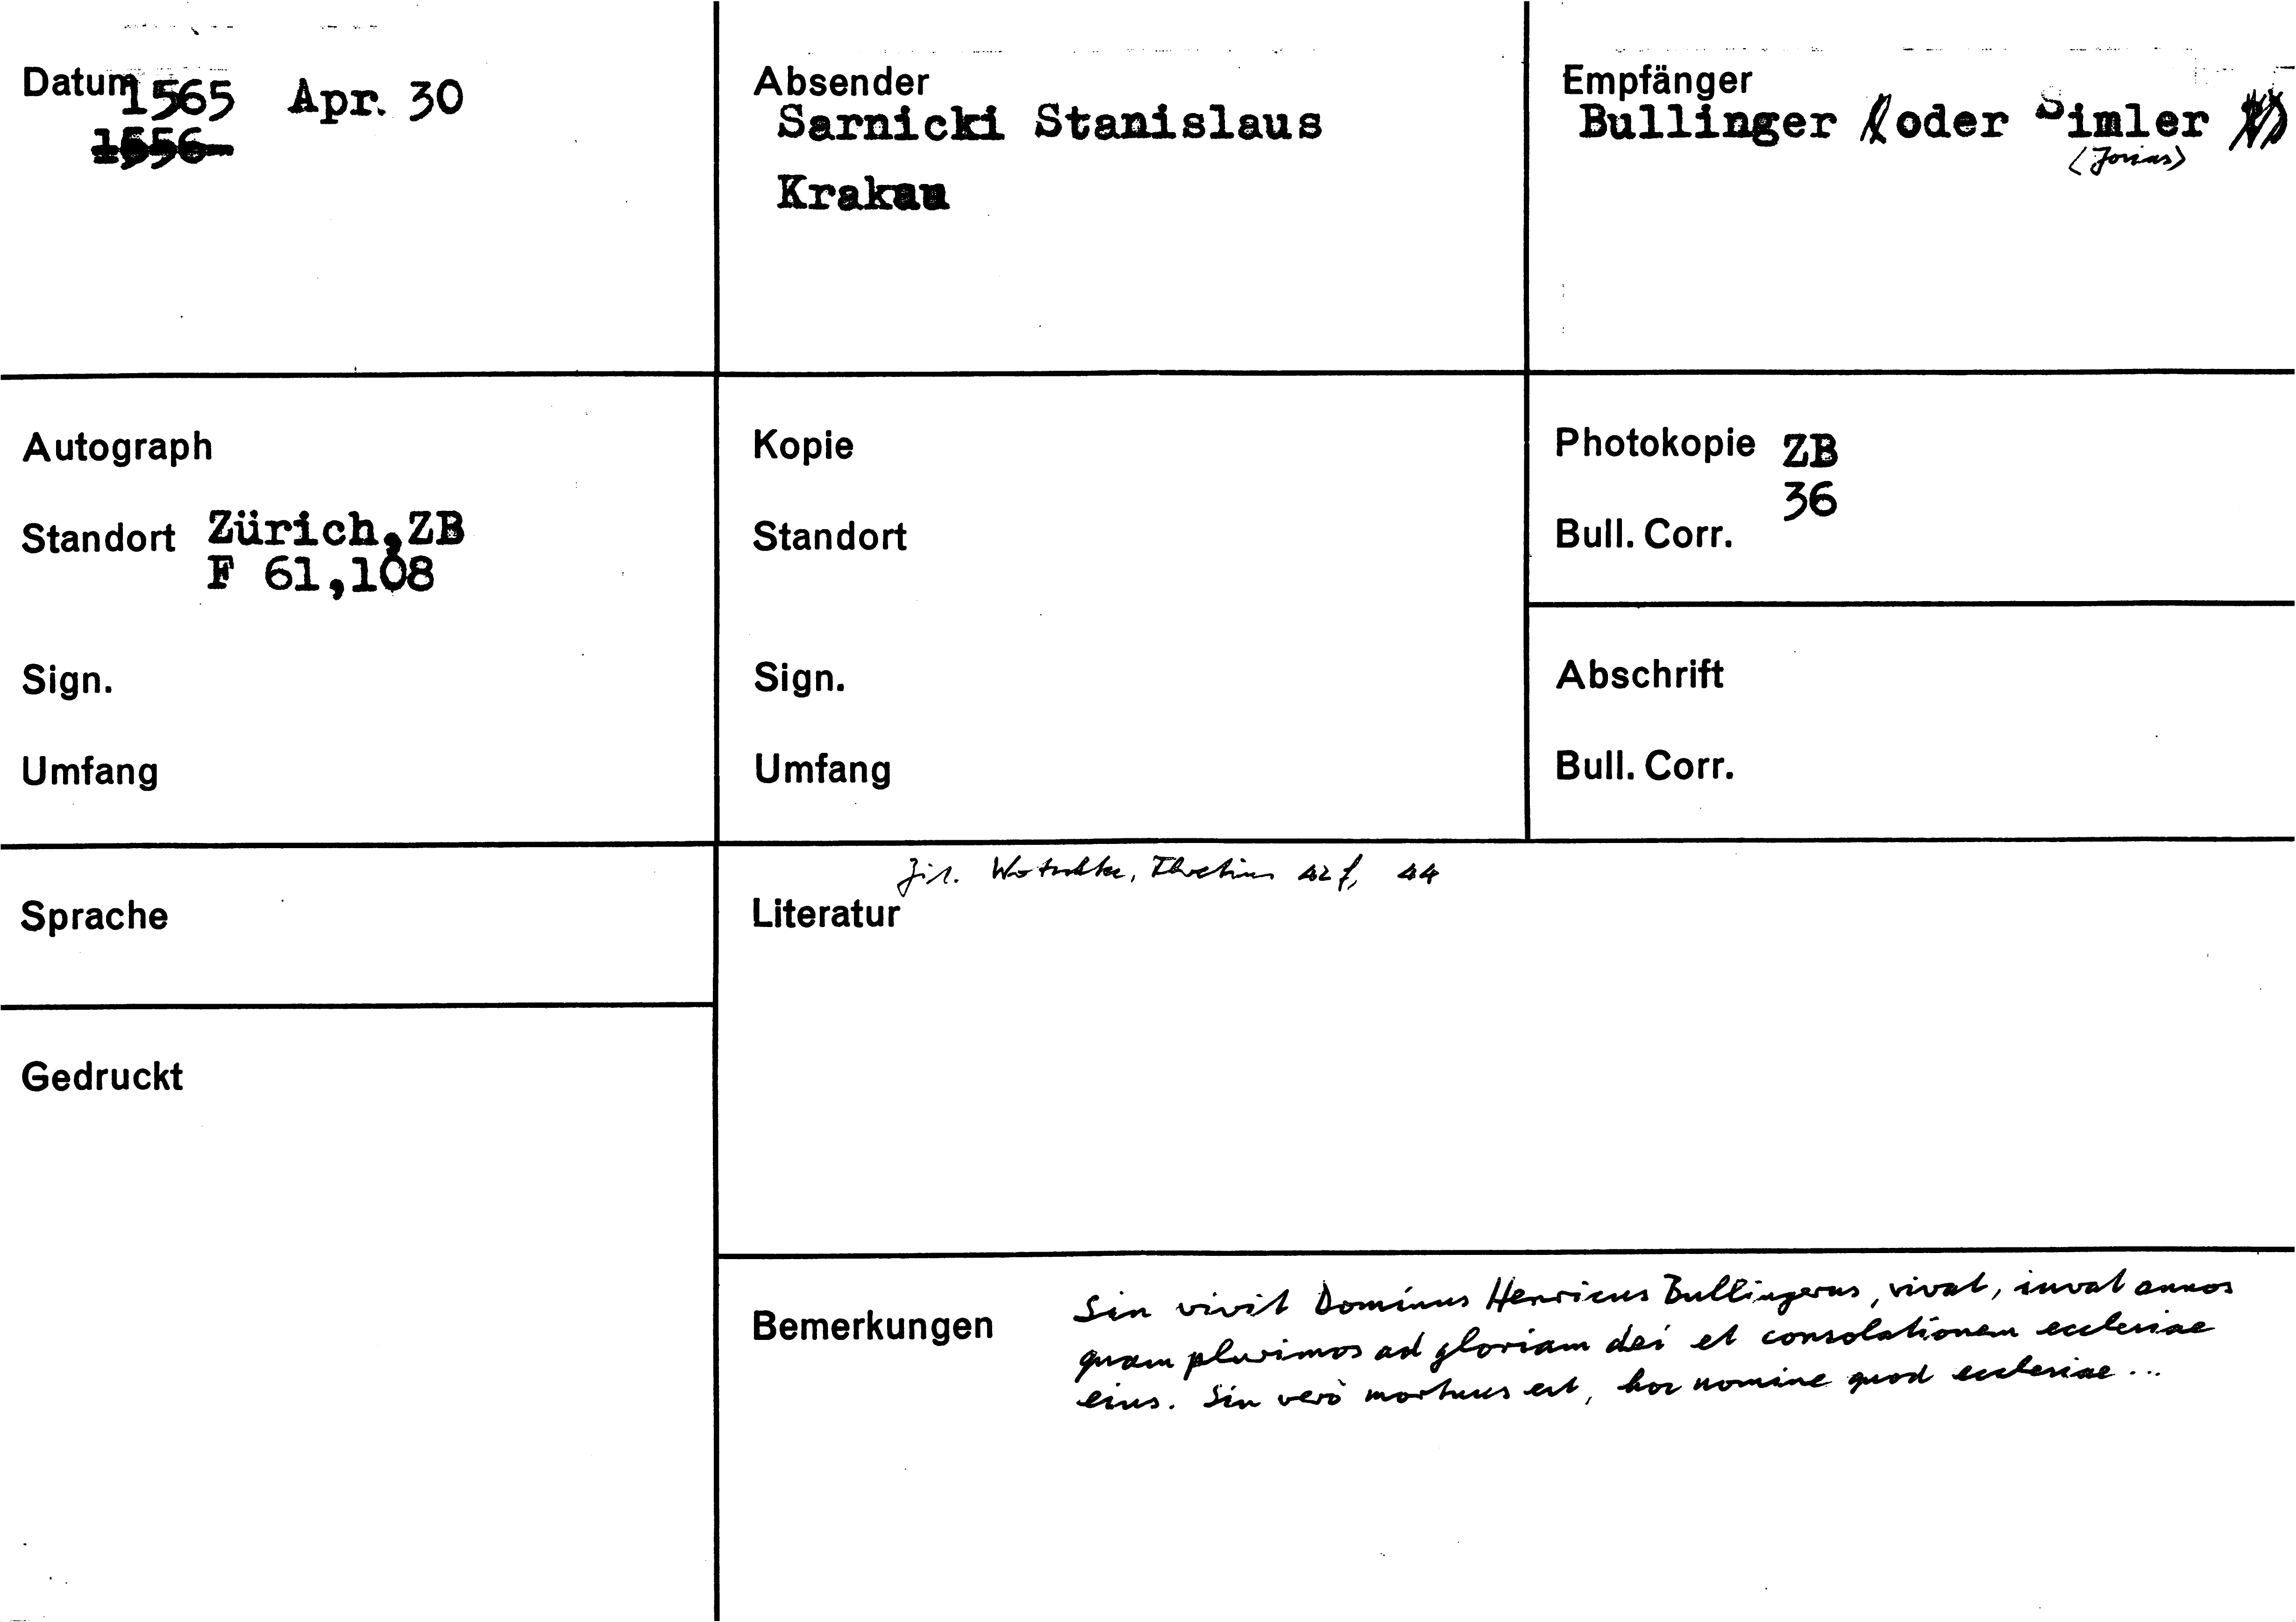 Datum 1565 Apr. 30
1556
Absender
Sarnicki Stanislaus
Krakau
Empfänger
Bullinger oder Simler
(Josias)
Autograph
Standort Zürich, ZB
F 61,108
Sign.
Umfang
Kopie
Standort
Sign.
Umfang
Photokopie ZB
36
Bull. Corr.
Abschrift
Bull. Corr.
Sprache
Gedruckt
Zit. Wotschke, Thretius 42 f, 44
Literatur
Bemerkungen
Sin vivit Dominus Henricus Bullingerus, vivat, iuvat annos
quam plurimos ad gloriam dei et consolationem ecclesiae
eius. Sin verò mortuus est, hoc nomine quod ecclesiae ...